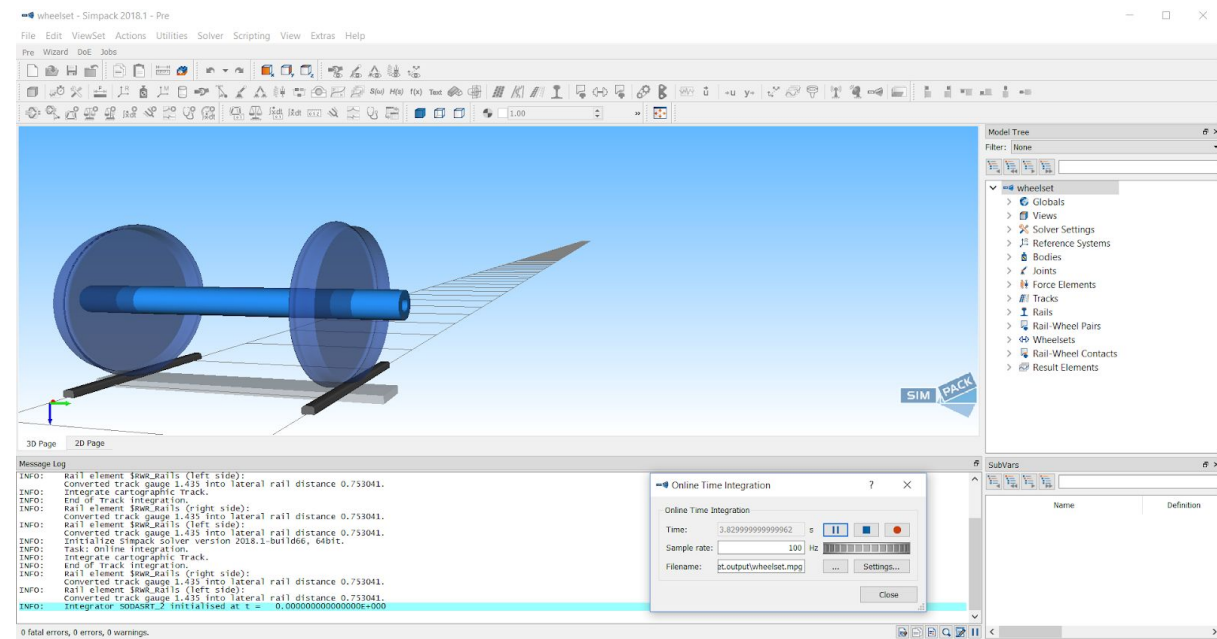 wheelset - Simpack 2018.1 - Pre
File Edit ViewSet Actions Utilities Solver Scripting View Extras Help
Pre Wizard DoE Jobs
S(ω) H(s) f(x) Text
1.00
Model Tree
Filter: None
wheelset
Globals
Views
Solver Settings
Reference Systems
Bodies
Joints
Force Elements
Tracks
Rails
Rail-Wheel Pairs
Wheelsets
Rail-Wheel Contacts
Result Elements
SIM PACK
3D Page 2D Page
Message Log
INFO: Rail element $RWR_Rails (left side):
Converted track gauge 1.435 into lateral rail distance 0.753041.
INFO: Integrate cartographic Track.
INFO: End of Track integration.
INFO: Rail element $RWR_Rails (right side):
Converted track gauge 1.435 into lateral rail distance 0.753041.
INFO: Rail element $RWR_Rails (left side):
Converted track gauge 1.435 into lateral rail distance 0.753041.
INFO: Initialize Simpack solver version 2018.1-build66, 64bit.
INFO: Task: Online integration.
INFO: Integrate cartographic Track.
INFO: End of Track integration.
INFO: Rail element $RWR_Rails (right side):
Converted track gauge 1.435 into lateral rail distance 0.753041.
INFO: Rail element $RWR_Rails (left side):
Converted track gauge 1.435 into lateral rail distance 0.753041.
INFO: Integrator SODASRT_2 initialised at t = 0.000000000000000E+000
Online Time Integration
Online Time Integration
Time: 3.829999999999962 s
Sample rate: 100 Hz
Filename: et.output\wheelset.mpg ... Settings...
Close
SubVars
Name Definition
0 fatal errors, 0 errors, 0 warnings.